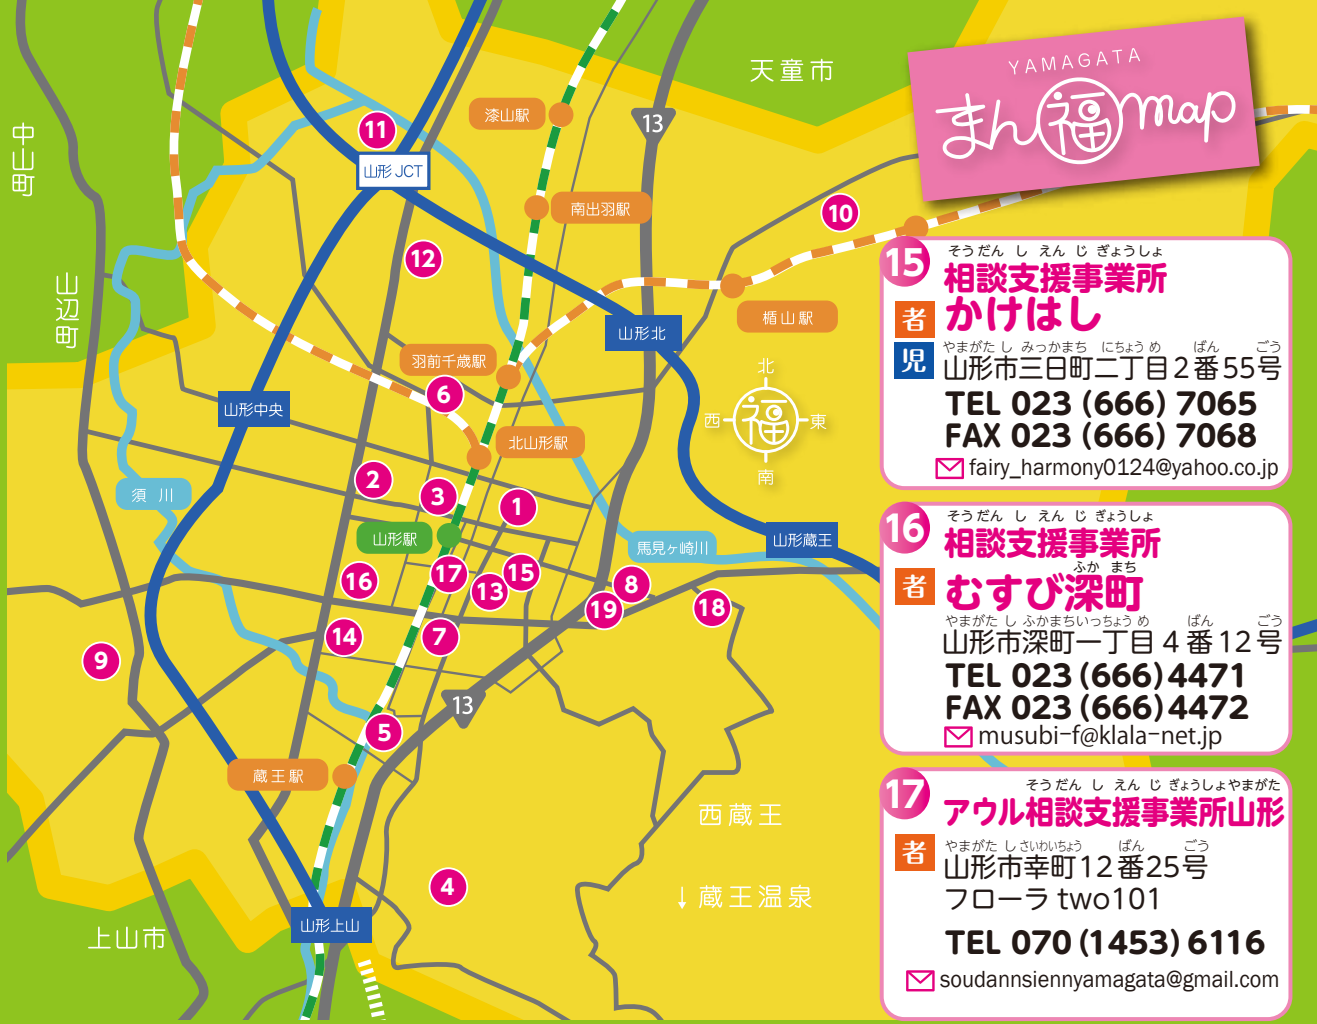 天童市
YAMAGATA
まん福map
中山町
山辺町
漆山駅
13
11
山形JCT
南出羽駅
10
12
山形北
楯山駅
羽前千歳駅
6
北
西 福 東
南
山形中央
北山形駅
2
3
1
須川
山形駅
馬見ヶ崎川
山形蔵王
16
17
13
15
8
19
18
14
7
9
13
5
蔵王駅
西蔵王
4
↓蔵王温泉
山形上山
上山市
15
そうだん し えん じ ぎょうしょ
相談支援事業所
者
かけはし
児
やまがた し みっかまち にちょう め ばん ごう
山形市三日町二丁目2番55号
TEL 023 (666) 7065
FAX 023 (666) 7068
fairy_harmony0124@yahoo.co.jp
16
そうだん し えん じ ぎょうしょ
相談支援事業所
者
ふか まち
むすび深町
やまがた し ふかまちいっちょう め ばん ごう
山形市深町一丁目4番12号
TEL 023 (666) 4471
FAX 023 (666) 4472
musubi-f@klala-net.jp
17
そうだん し えん じ ぎょうしょやまがた
アウル相談支援事業所山形
者
やまがた し さいわいちょう ばん ごう
山形市幸町12番25号
フローラ two101
TEL 070 (1453) 6116
soudannsiennyamagata@gmail.com